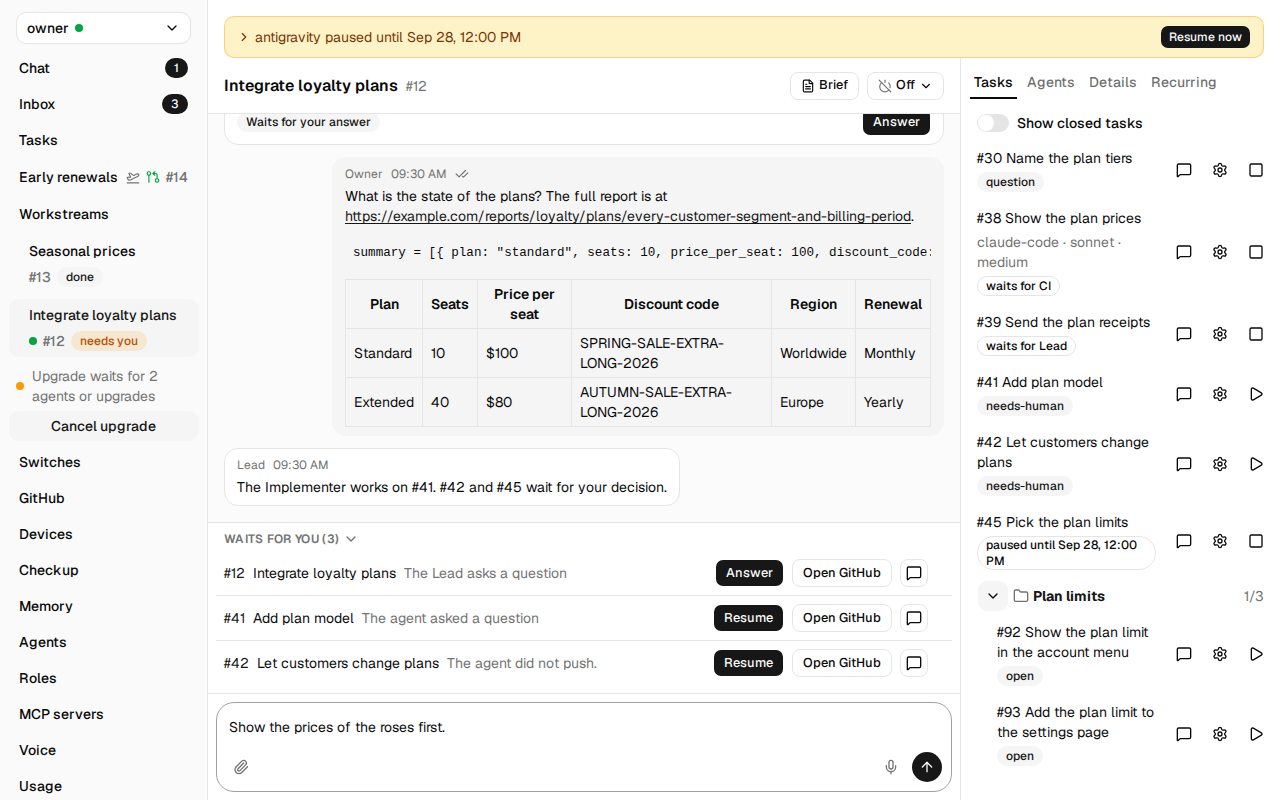 owner
Chat 1
Inbox 3
Tasks
Early renewals #14
Workstreams
Seasonal prices
#13 done
Integrate loyalty plans
#12 needs you
Upgrade waits for 2
agents or upgrades
Cancel upgrade
Switches
GitHub
Devices
Checkup
Memory
Agents
Roles
MCP servers
Voice
Usage
antigravity paused until Sep 28, 12:00 PM
Resume now
Integrate loyalty plans #12
Brief
Off
Waits for your answer
Answer
Owner 09:30 AM
What is the state of the plans? The full report is at
https://example.com/reports/loyalty/plans/every-customer-segment-and-billing-period.
summary = [{ plan: "standard", seats: 10, price_per_seat: 100, discount_code:
Plan Seats Price per seat Discount code Region Renewal
Standard 10 $100 SPRING-SALE-EXTRA-LONG-2026 Worldwide Monthly
Extended 40 $80 AUTUMN-SALE-EXTRA-LONG-2026 Europe Yearly
Lead 09:30 AM
The Implementer works on #41. #42 and #45 wait for your decision.
WAITS FOR YOU (3)
#12 Integrate loyalty plans The Lead asks a question Answer Open GitHub
#41 Add plan model The agent asked a question Resume Open GitHub
#42 Let customers change plans The agent did not push. Resume Open GitHub
Show the prices of the roses first.
Tasks Agents Details Recurring
Show closed tasks
#30 Name the plan tiers
question
#38 Show the plan prices
claude-code · sonnet ·
medium
waits for CI
#39 Send the plan receipts
waits for Lead
#41 Add plan model
needs-human
#42 Let customers change
plans
needs-human
#45 Pick the plan limits
paused until Sep 28, 12:00
PM
Plan limits 1/3
#92 Show the plan limit
in the account menu
open
#93 Add the plan limit to
the settings page
open